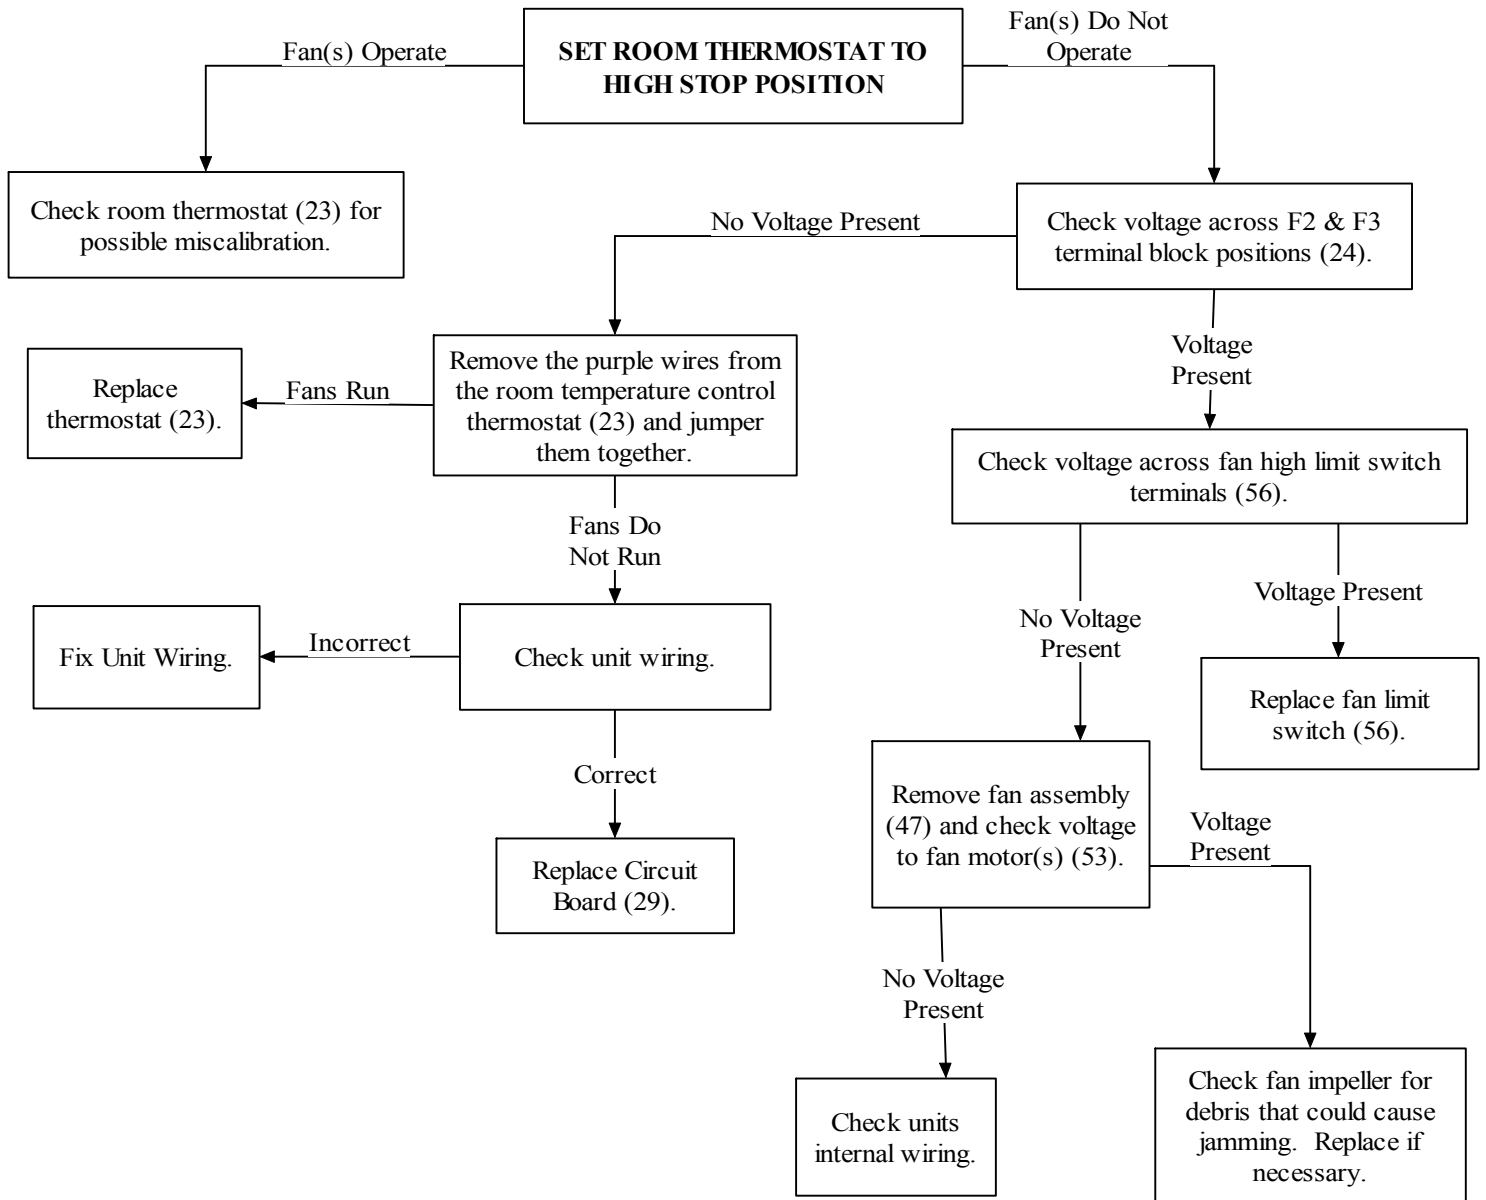 Fan(s) Operate
SET ROOM THERMOSTAT TO
HIGH STOP POSITION
Fan(s) Do Not
Operate
Check room thermostat (23) for
possible miscalibration.
No Voltage Present
Check voltage across F2 & F3
terminal block positions (24).
Voltage
Present
Replace
thermostat (23).
Fans Run
Remove the purple wires from
the room temperature control
thermostat (23) and jumper
them together.
Check voltage across fan high limit switch
terminals (56).
Fans Do
Not Run
No Voltage
Present
Voltage Present
Fix Unit Wiring.
Incorrect
Check unit wiring.
Replace fan limit
switch (56).
Correct
Remove fan assembly
(47) and check voltage
to fan motor(s) (53).
Voltage
Present
Replace Circuit
Board (29).
No Voltage
Present
Check units
internal wiring.
Check fan impeller for
debris that could cause
jamming.  Replace if
necessary.